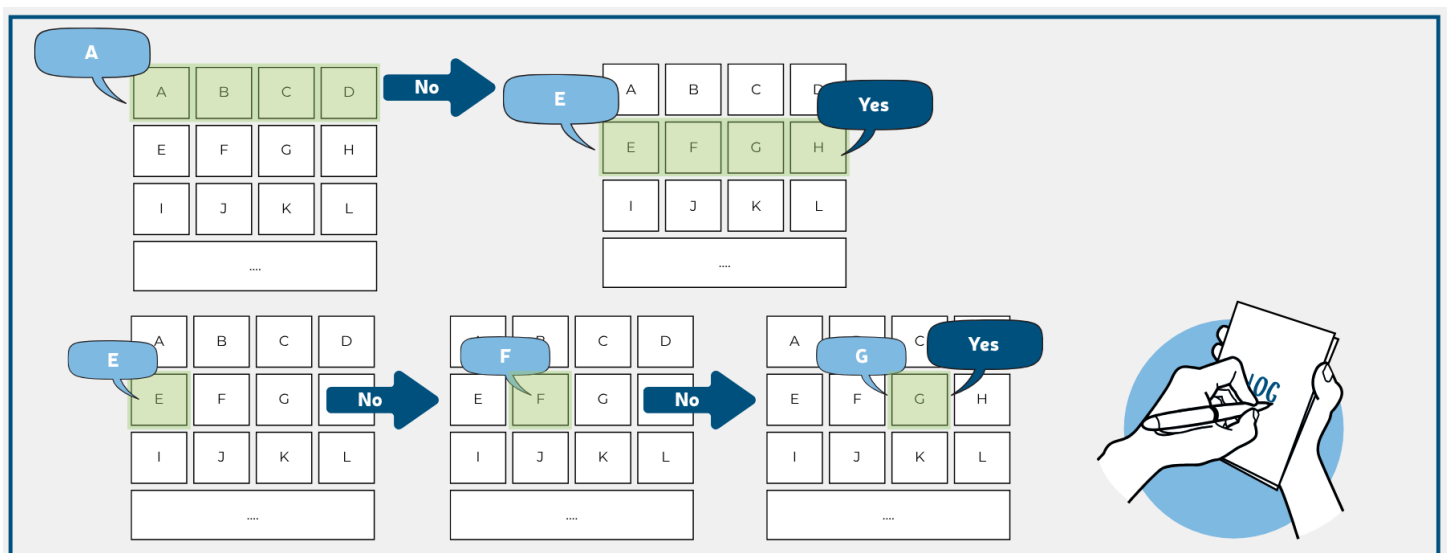 A
A B C D
No
E F G H
I J K L
....
E
A B C D
Yes
E F G H
I J K L
....
E
A B C D
E F G H
No
I J K L
....
F
A B C D
E F G
No
I J K L
....
G
Yes
A C
E F G H
I J K L
....
LOG